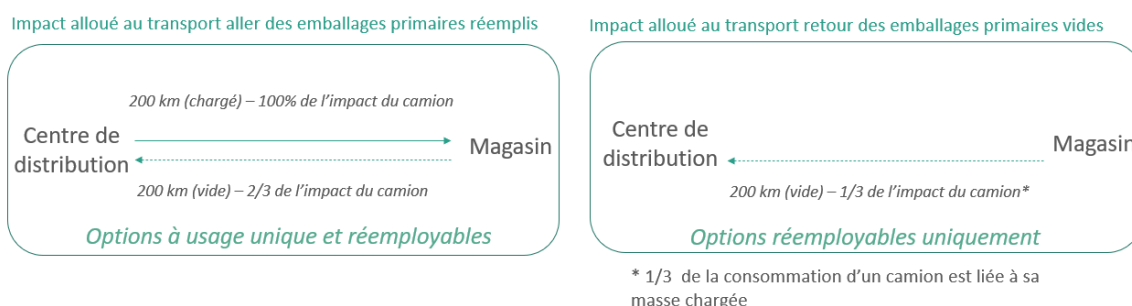 Impact alloué au transport aller des emballages primaires réemplis
200 km (chargé) – 100% de l'impact du camion
Centre de
distribution
Magasin
200 km (vide) – 2/3 de l'impact du camion
Options à usage unique et réemployables
Impact alloué au transport retour des emballages primaires vides
Centre de
distribution
Magasin
200 km (vide) – 1/3 de l'impact du camion*
Options réemployables uniquement
* 1/3 de la consommation d'un camion est liée à sa
masse chargée